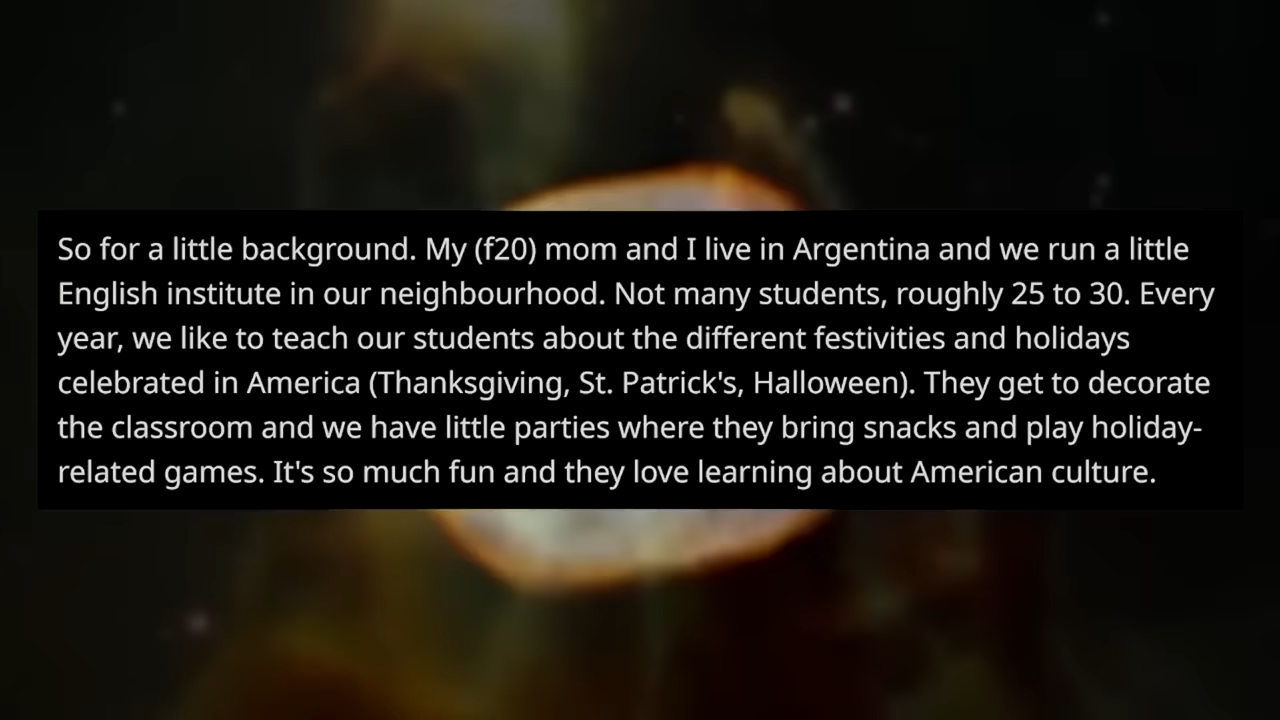 So for a little background. My (f20) mom and I live in Argentina and we run a little
English institute in our neighbourhood. Not many students, roughly 25 to 30. Every
year, we like to teach our students about the different festivities and holidays
celebrated in America (Thanksgiving, St. Patrick's, Halloween). They get to decorate
the classroom and we have little parties where they bring snacks and play holiday-
related games. It's so much fun and they love learning about American culture.